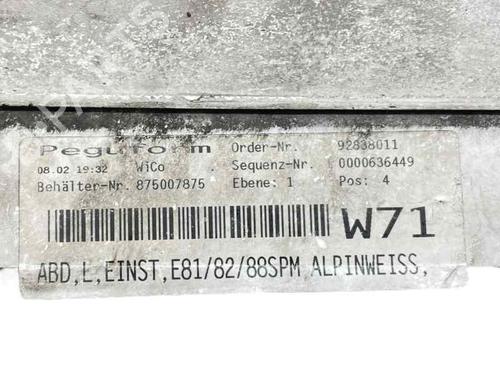 Peguform Order-Nr. 92838011
08.02 19:32 WiCo . Sequenz-Nr. 0000636449
Behälter-Nr. 875007875 Ebene: 1 Pos: 4
W71
ABD,L,EINST,E81/82/88SPM ALPINWEISS,